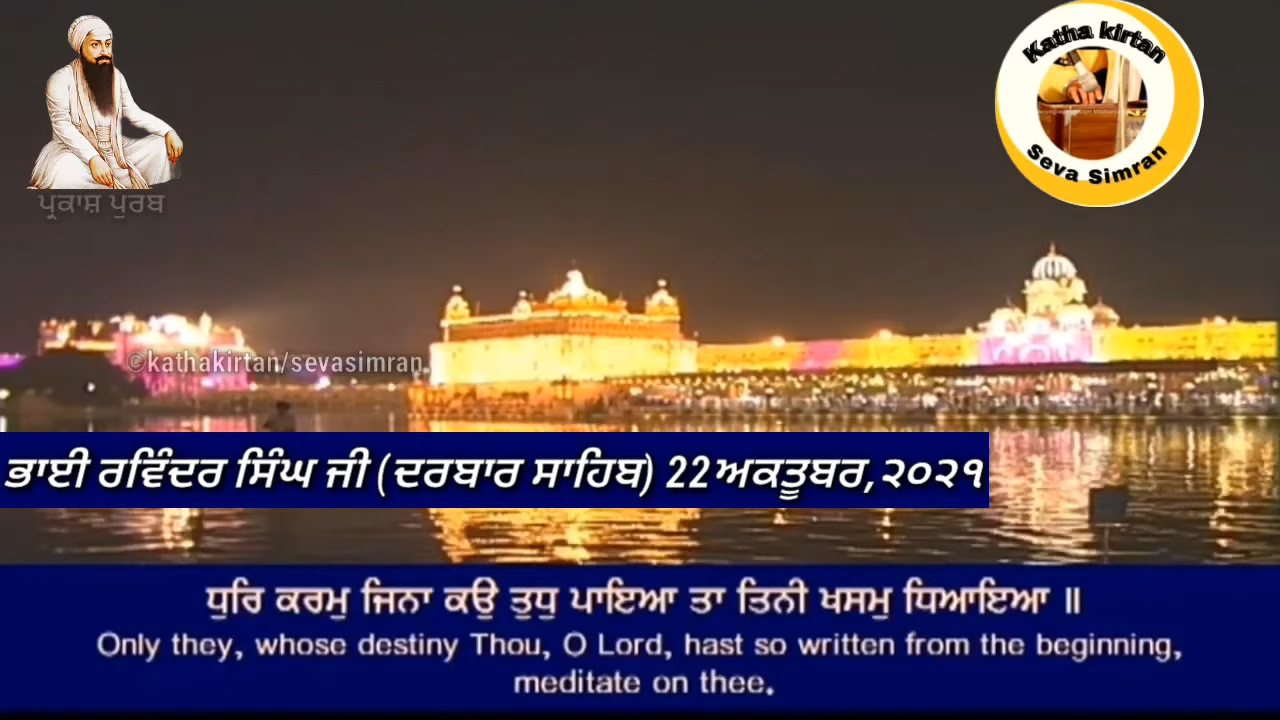 Katha kirtan
Seva Simran
ਪ੍ਰਕਾਸ਼ ਪੁਰਬ
©kathakirtan/sevasimran
ਭਾਈ ਰਵਿੰਦਰ ਸਿੰਘ ਜੀ (ਦਰਬਾਰ ਸਾਹਿਬ) 22ਅਕਤੂਬਰ,੨੦੨੧
ਧੁਰਿ ਕਰਮੁ ਜਿਨਾ ਕਉ ਤੁਧੁ ਪਾਇਆ ਤਾ ਤਿਨੀ ਖਸਮੁ ਧਿਆਇਆ ॥
Only they, whose destiny Thou, O Lord, hast so written from the beginning,
meditate on thee.